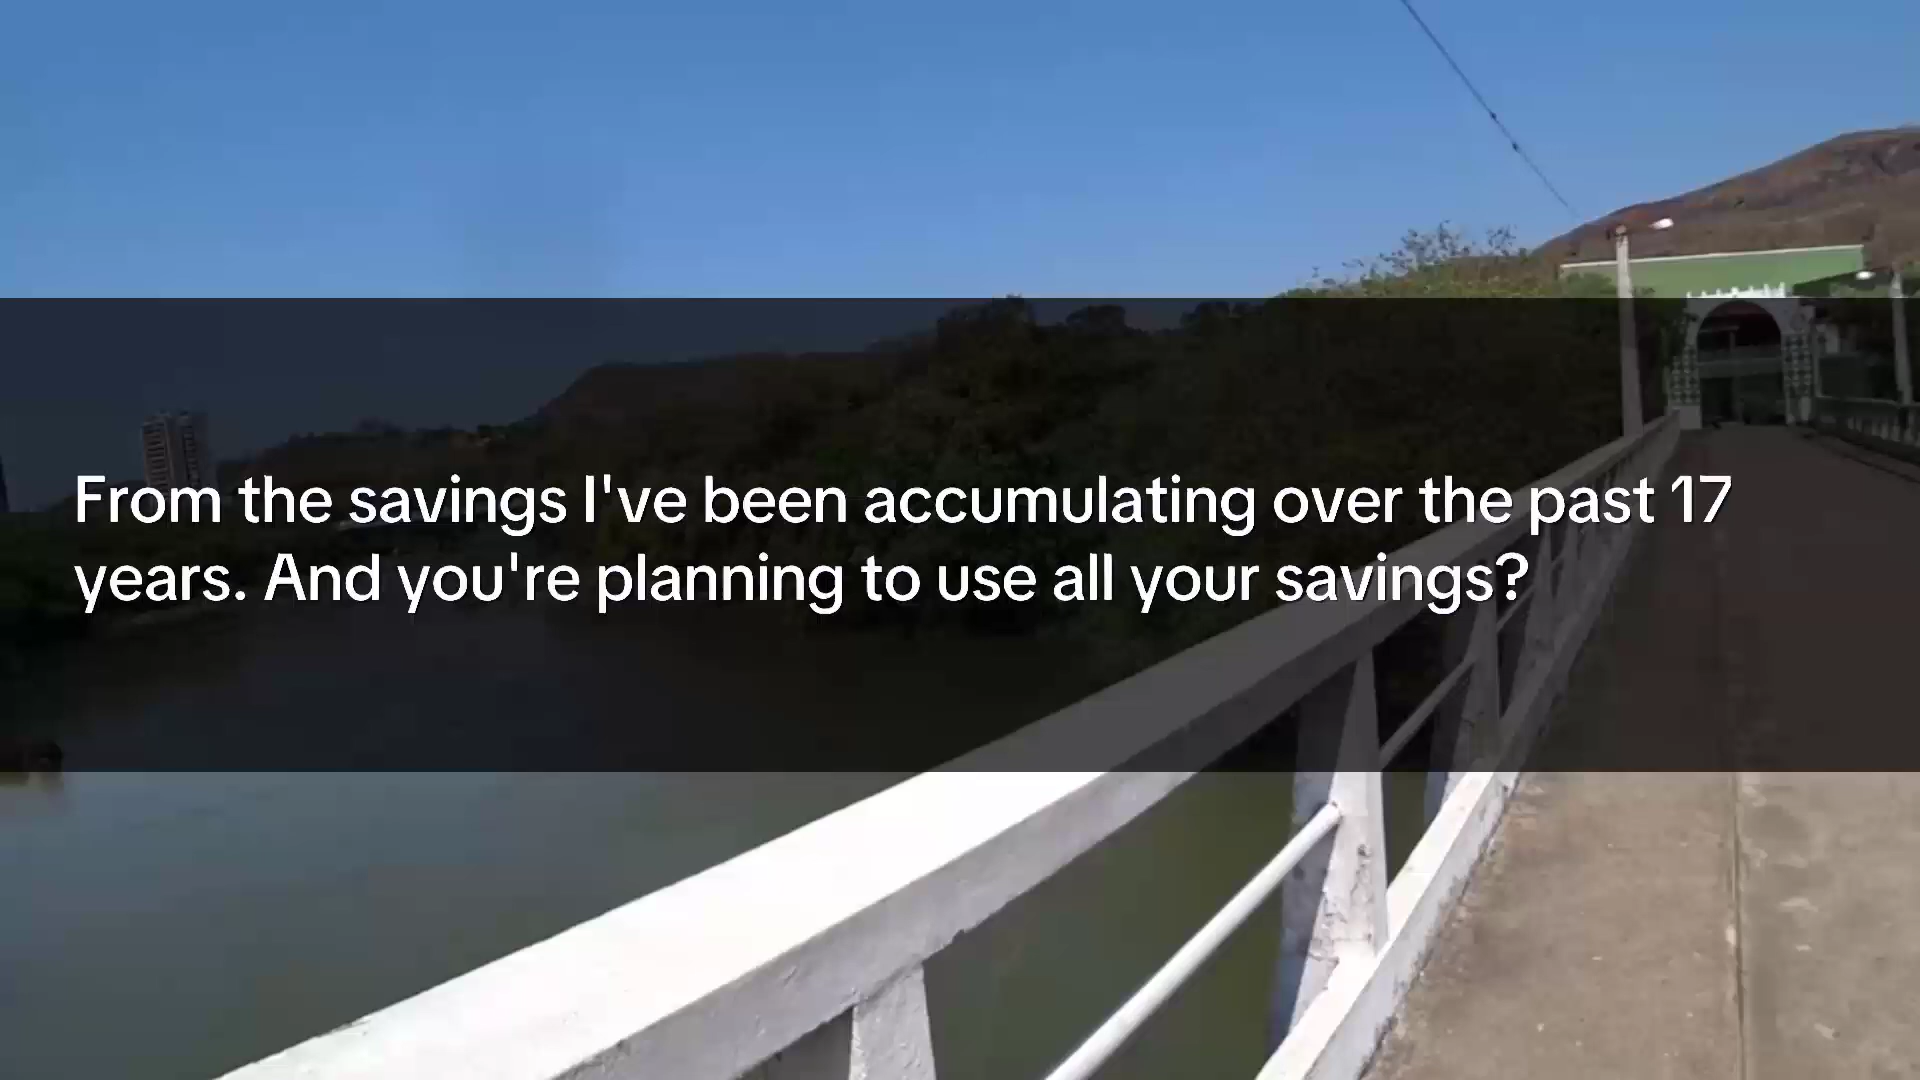 From the savings I've been accumulating over the past 17
years. And you're planning to use all your savings?